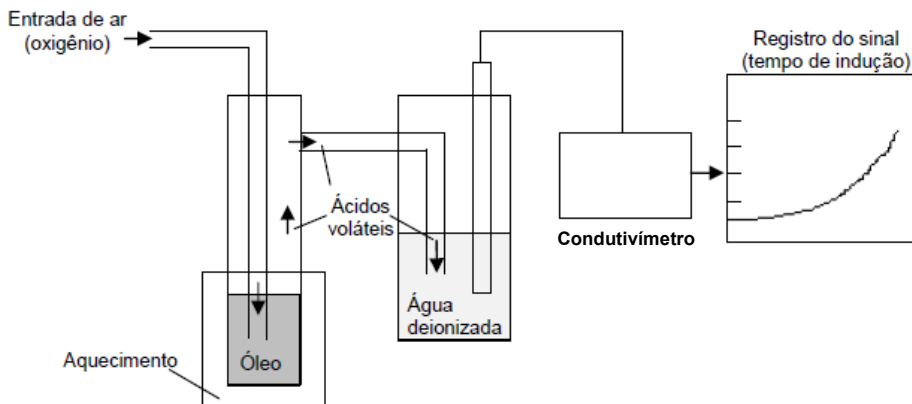 Entrada de ar
(oxigênio)
Registro do sinal
(tempo de indução)
Ácidos
voláteis
Condutivímetro
Água
deionizada
Aquecimento
Óleo